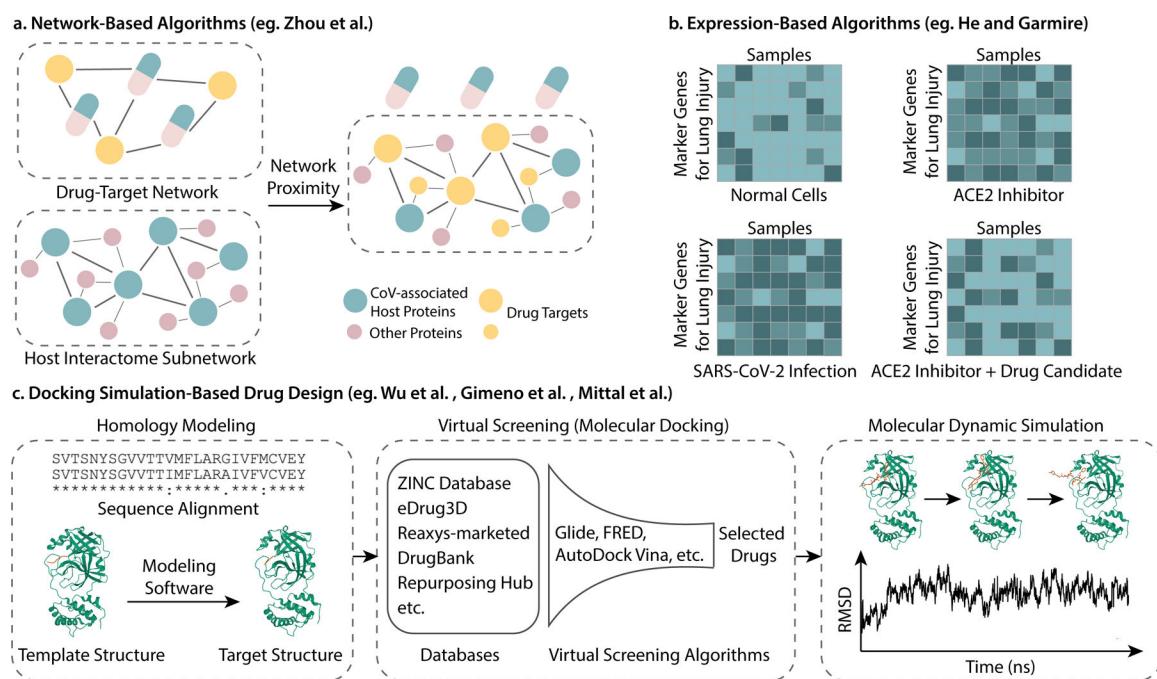 a. Network-Based Algorithms (eg. Zhou et al.)
Drug-Target Network
Host Interactome Subnetwork
Network
Proximity
CoV-associated
Host Proteins
Other Proteins
Drug Targets
b. Expression-Based Algorithms (eg. He and Garmire)
Samples
Marker Genes
for Lung Injury
Normal Cells
Samples
Marker Genes
for Lung Injury
ACE2 Inhibitor
Samples
Marker Genes
for Lung Injury
SARS-CoV-2 Infection
Samples
Marker Genes
for Lung Injury
ACE2 Inhibitor + Drug Candidate
c. Docking Simulation-Based Drug Design (eg. Wu et al. , Gimeno et al. , Mittal et al.)
Homology Modeling
SVTSNYSGVVTTVMFLARGIVFMCVEY
SVTSNYSGVVTTIMFLARAIVFVCVEY
************:*****.***:****
Sequence Alignment
Modeling
Software
Template Structure
Target Structure
Virtual Screening (Molecular Docking)
ZINC Database
eDrug3D
Reaxys-marketed
DrugBank
Repurposing Hub
etc.
Databases
Glide, FRED,
AutoDock Vina, etc.
Virtual Screening Algorithms
Selected
Drugs
Molecular Dynamic Simulation
RMSD
Time (ns)